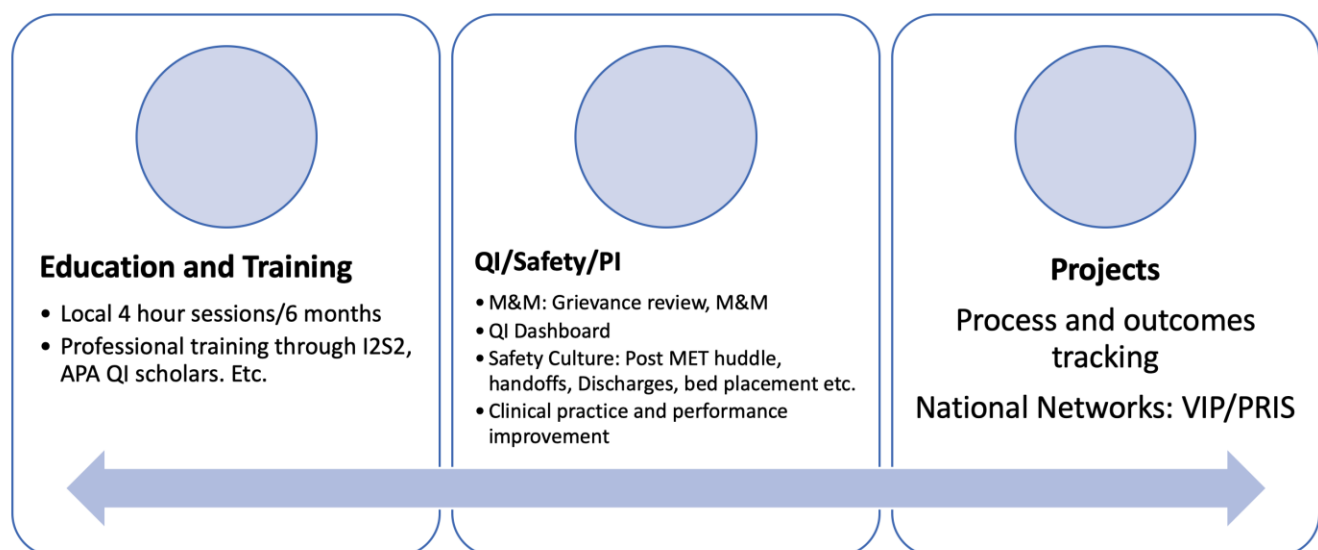 Education and Training
• Local 4 hour sessions/6 months
• Professional training through I2S2,
APA QI scholars. Etc.
QI/Safety/PI
• M&M: Grievance review, M&M
• QI Dashboard
• Safety Culture: Post MET huddle,
handoffs, Discharges, bed placement etc.
• Clinical practice and performance
improvement
Projects
Process and outcomes
tracking
National Networks: VIP/PRIS